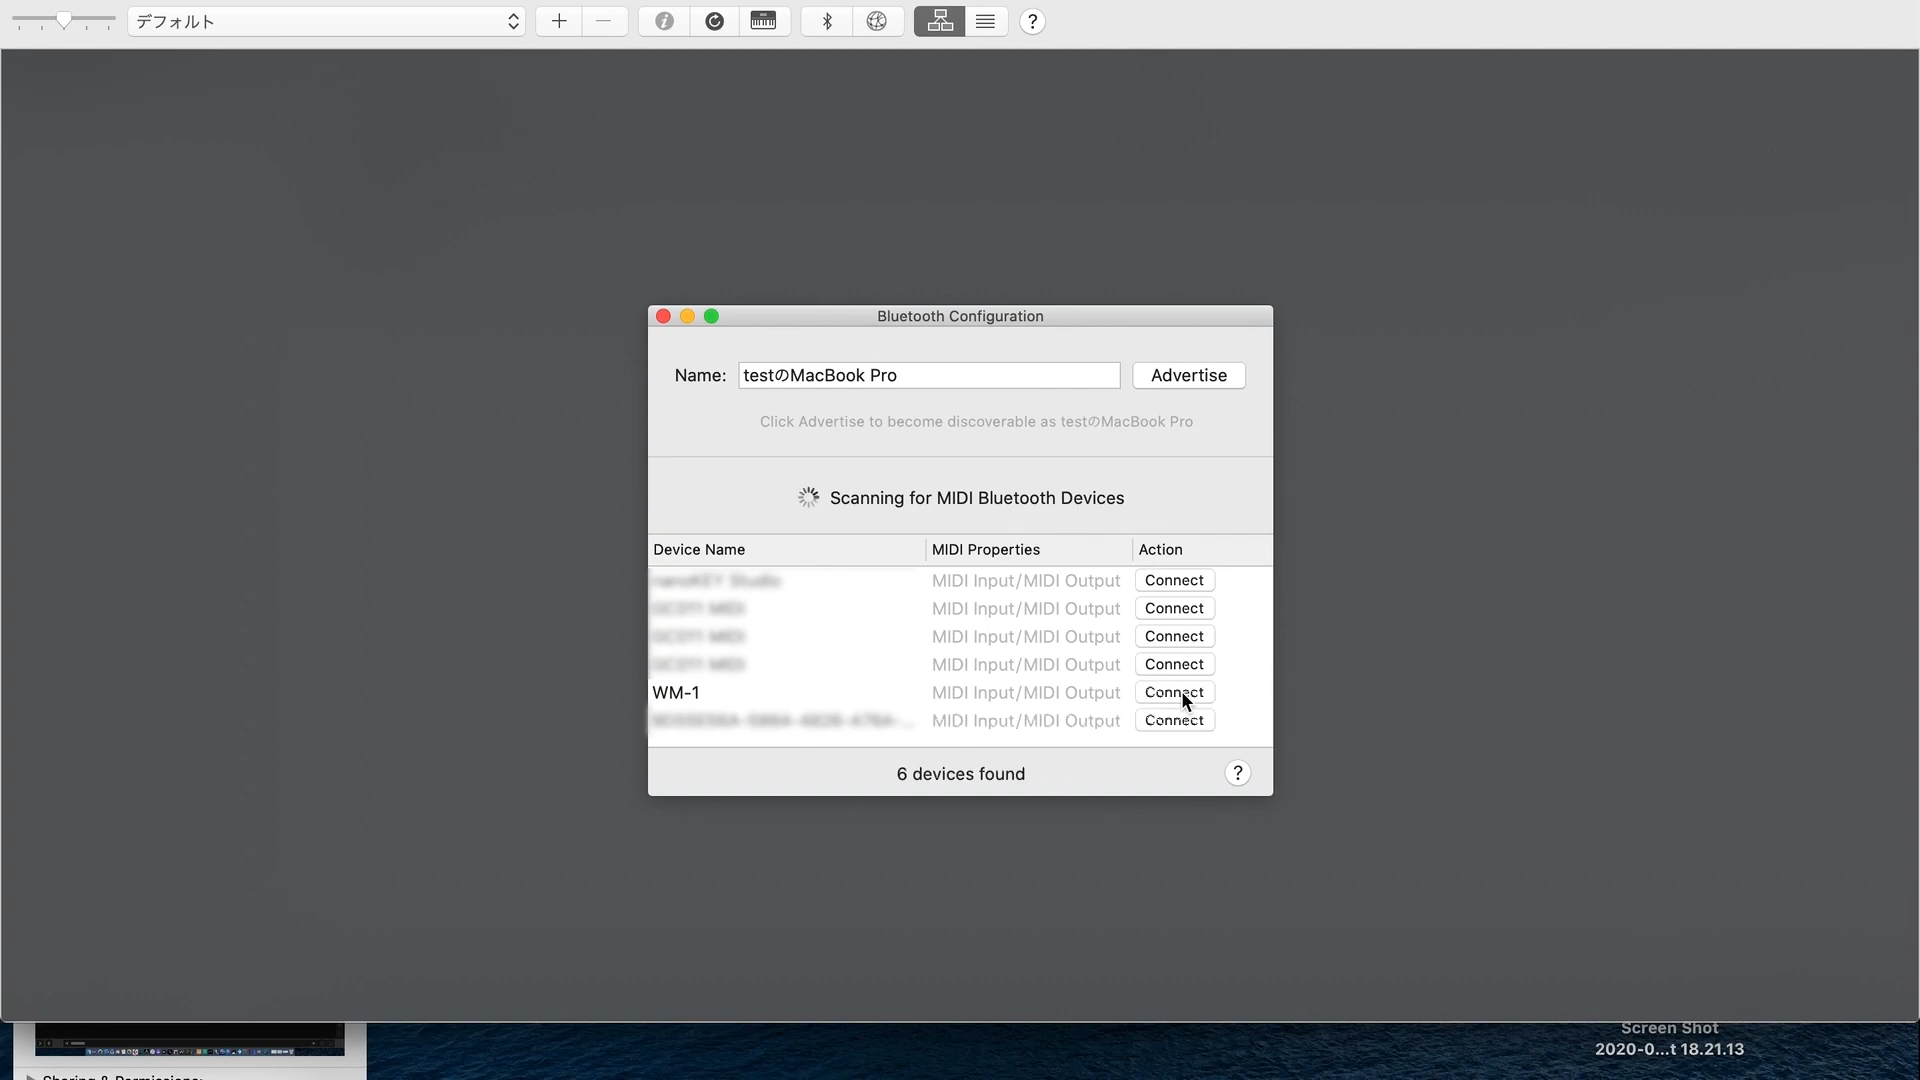 デフォルト
Bluetooth Configuration
Name: testのMacBook Pro Advertise
Click Advertise to become discoverable as testのMacBook Pro
Scanning for MIDI Bluetooth Devices
Device Name MIDI Properties Action
MIDI Input/MIDI Output Connect
MIDI Input/MIDI Output Connect
MIDI Input/MIDI Output Connect
MIDI Input/MIDI Output Connect
WM-1 MIDI Input/MIDI Output Connect
MIDI Input/MIDI Output Connect
6 devices found ?
Screen Shot
2020-0...t 18.21.13
Sharing & Permissions: